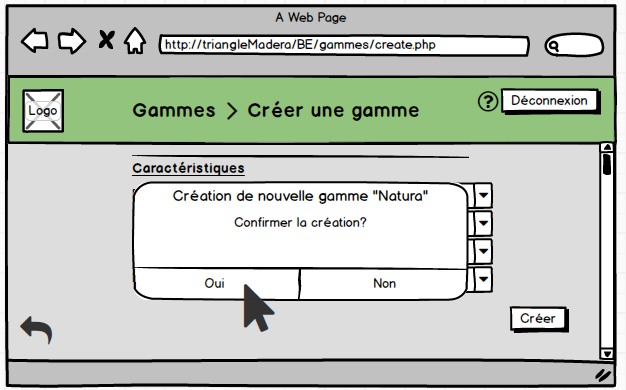 A Web Page
http://triangleMadera/BE/gammes/create.php
Logo
Gammes > Créer une gamme
? Déconnexion
Caractéristiques
Création de nouvelle gamme "Natura"
Confirmer la création?
Oui Non
Créer